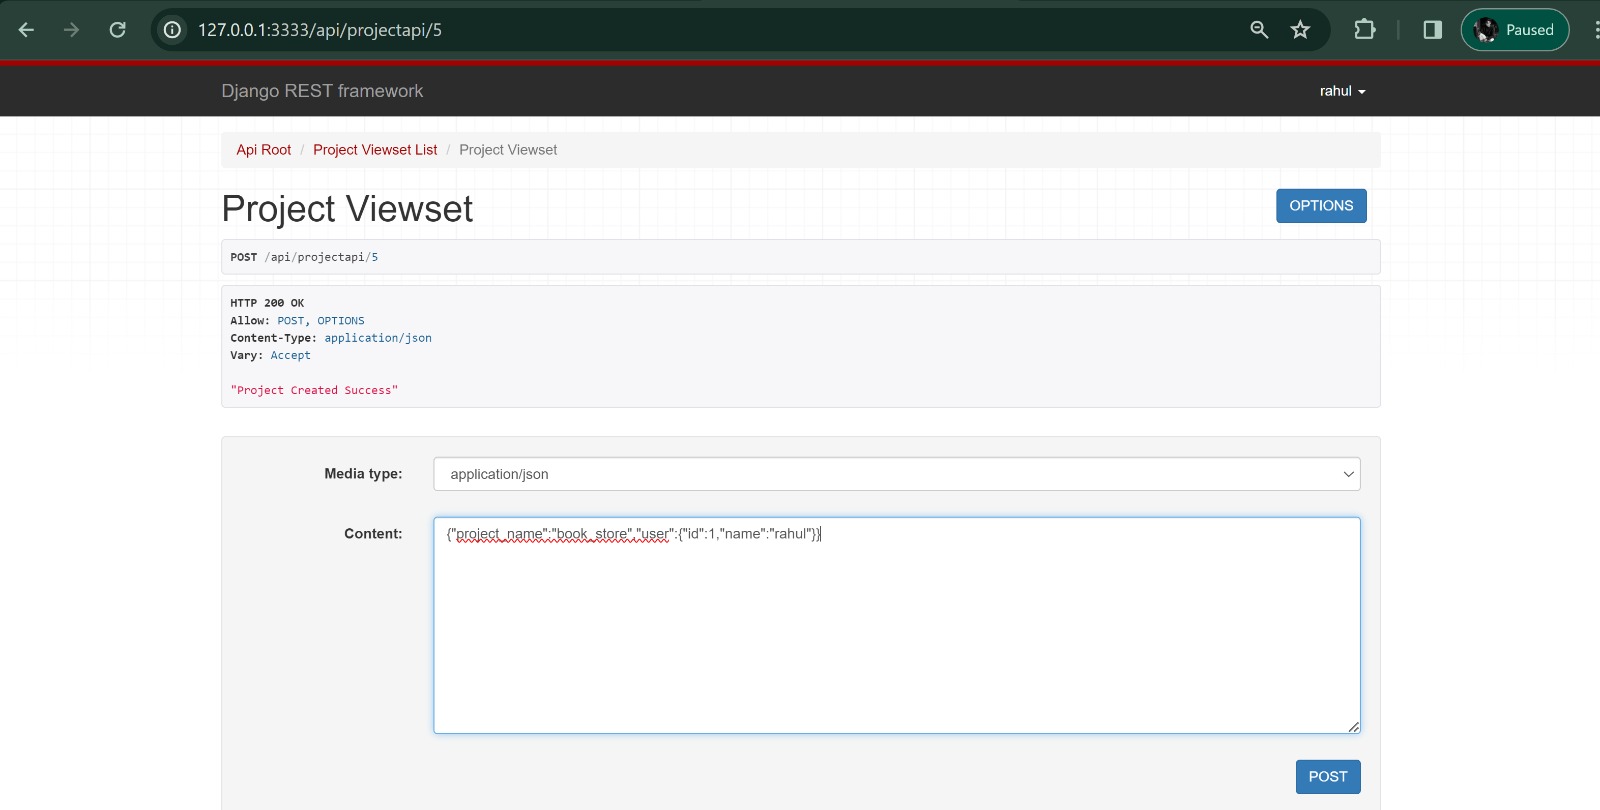 127.0.0.1:3333/api/projectapi/5
Paused
Django REST framework
rahul
Api Root / Project Viewset List / Project Viewset
Project Viewset
OPTIONS
POST /api/projectapi/5
HTTP 200 OK
Allow: POST, OPTIONS
Content-Type: application/json
Vary: Accept
"Project Created Success"
Media type:
application/json
Content:
{"project_name":"book_store","user":{"id":1,"name":"rahul"}}
POST